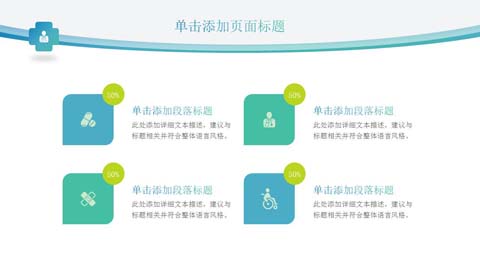 单击添加页面标题
50%
单击添加段落标题
此处添加详细文本描述，建议与
标题相关并符合整体语言风格。
60%
单击添加段落标题
此处添加详细文本描述，建议与
标题相关并符合整体语言风格。
90%
单击添加段落标题
此处添加详细文本描述，建议与
标题相关并符合整体语言风格。
80%
单击添加段落标题
此处添加详细文本描述，建议与
标题相关并符合整体语言风格。